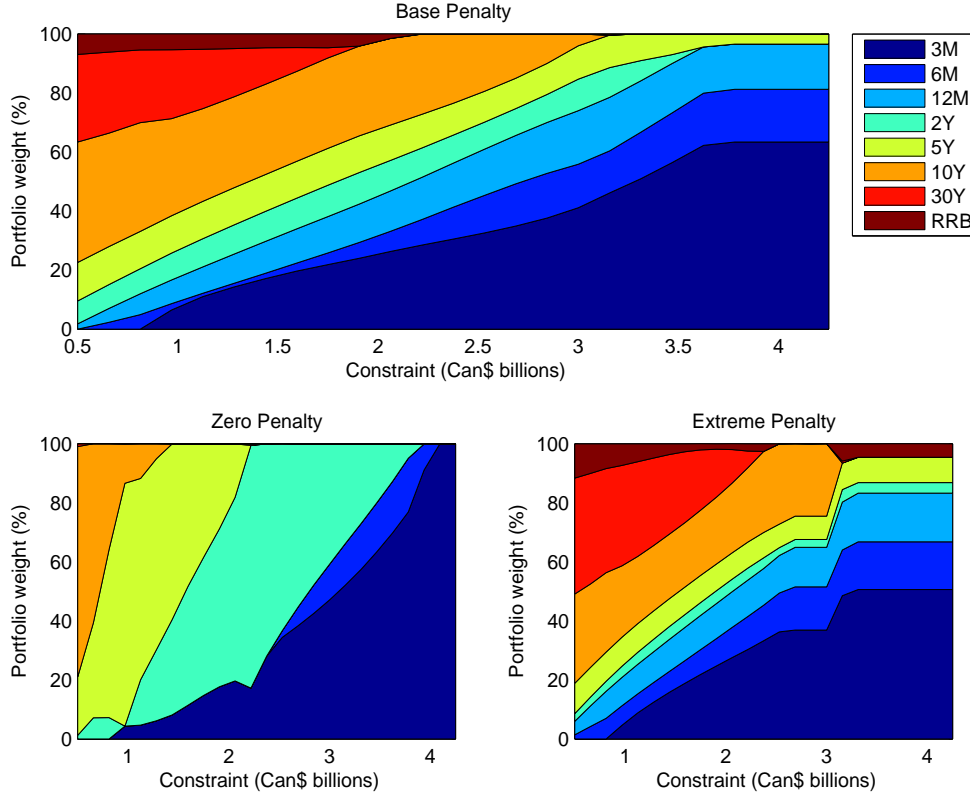 Base Penalty
100
80
60
40
20
0
Portfolio weight (%)
0.5 1 1.5 2 2.5 3 3.5 4
Constraint (Can$ billions)
3M
6M
12M
2Y
5Y
10Y
30Y
RRB
Zero Penalty
100
80
60
40
20
0
Portfolio weight (%)
1 2 3 4
Constraint (Can$ billions)
Extreme Penalty
100
80
60
40
20
0
Portfolio weight (%)
1 2 3 4
Constraint (Can$ billions)